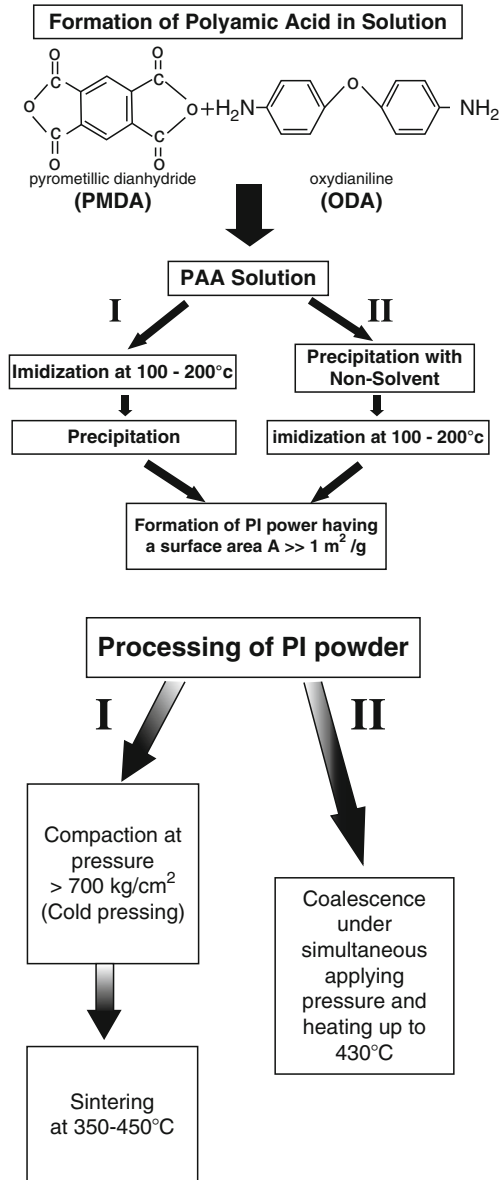 Formation of Polyamic Acid in Solution
O O
C C
O O+H₂N O NH₂
C C
O O
pyrometillic dianhydride oxydianiline
(PMDA) (ODA)
PAA Solution
I II
Imidization at 100 - 200°c
Precipitation with
Non-Solvent
Precipitation
imidization at 100 - 200°c
Formation of PI power having
a surface area A >> 1 m² /g
Processing of PI powder
I II
Compaction at
pressure
> 700 kg/cm²
(Cold pressing)
Coalescence
under
simultaneous
applying
pressure and
heating up to
430°C
Sintering
at 350-450°C